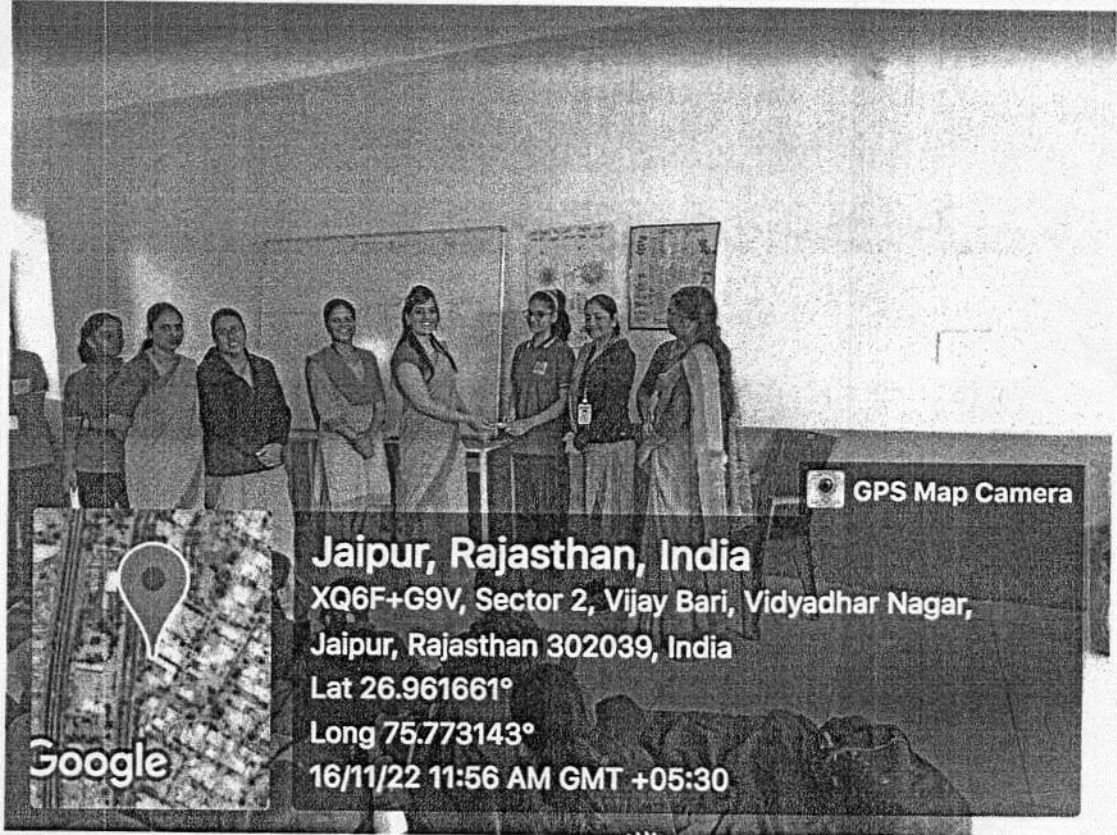 GPS Map Camera
Jaipur, Rajasthan, India
XQ6F+G9V, Sector 2, Vijay Bari, Vidyadhar Nagar,
Jaipur, Rajasthan 302039, India
Lat 26.961661°
Long 75.773143°
16/11/22 11:56 AM GMT +05:30
Google